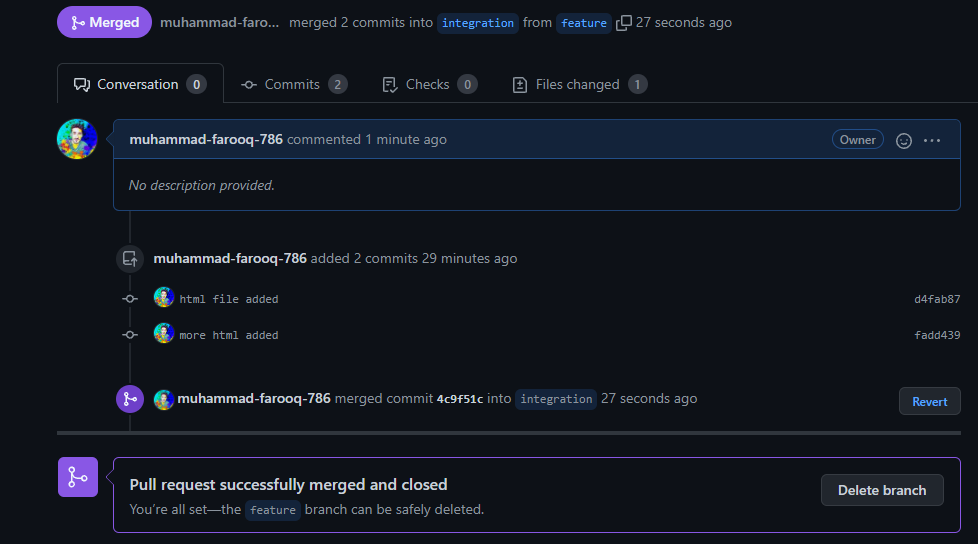 Merged muhammad-faro... merged 2 commits into integration from feature 27 seconds ago
Conversation 0 Commits 2 Checks 0 Files changed 1
muhammad-farooq-786 commented 1 minute ago Owner
No description provided.
muhammad-farooq-786 added 2 commits 29 minutes ago
html file added d4fab87
more html added fadd439
muhammad-farooq-786 merged commit 4c9f51c into integration 27 seconds ago Revert
Pull request successfully merged and closed
You're all set—the feature branch can be safely deleted.
Delete branch